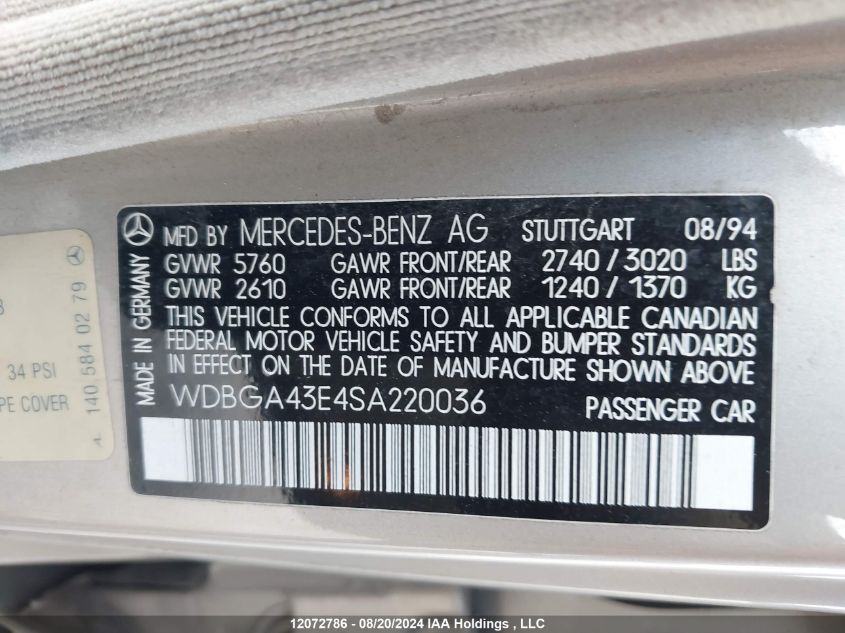 MFD BY MERCEDES-BENZ AG STUTTGART 08/94
GVWR 5760 GAWR FRONT/REAR 2740 / 3020 LBS
GVWR 2610 GAWR FRONT/REAR 1240 / 1370 KG
THIS VEHICLE CONFORMS TO ALL APPLICABLE CANADIAN
FEDERAL MOTOR VEHICLE SAFETY AND BUMPER STANDARDS
IN EFFECT ON THE DATE OF MANUFACTURE SHOWN ABOVE.
WDBGA43E4SA220036 PASSENGER CAR
MADE IN GERMANY
34 PSI
COVER
A 140 584 02 79
12072786 - 08/20/2024 IAA Holdings , LLC